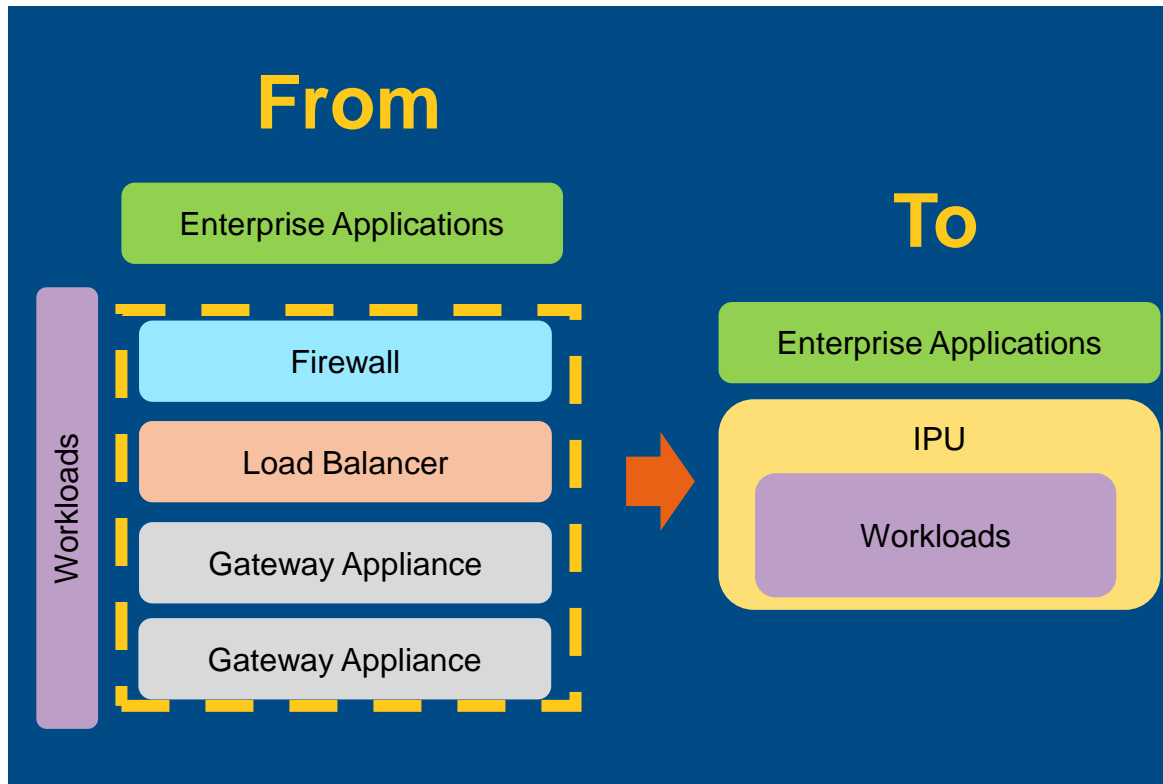 From
Enterprise Applications
Workloads
Firewall
Load Balancer
Gateway Appliance
Gateway Appliance
To
Enterprise Applications
IPU
Workloads